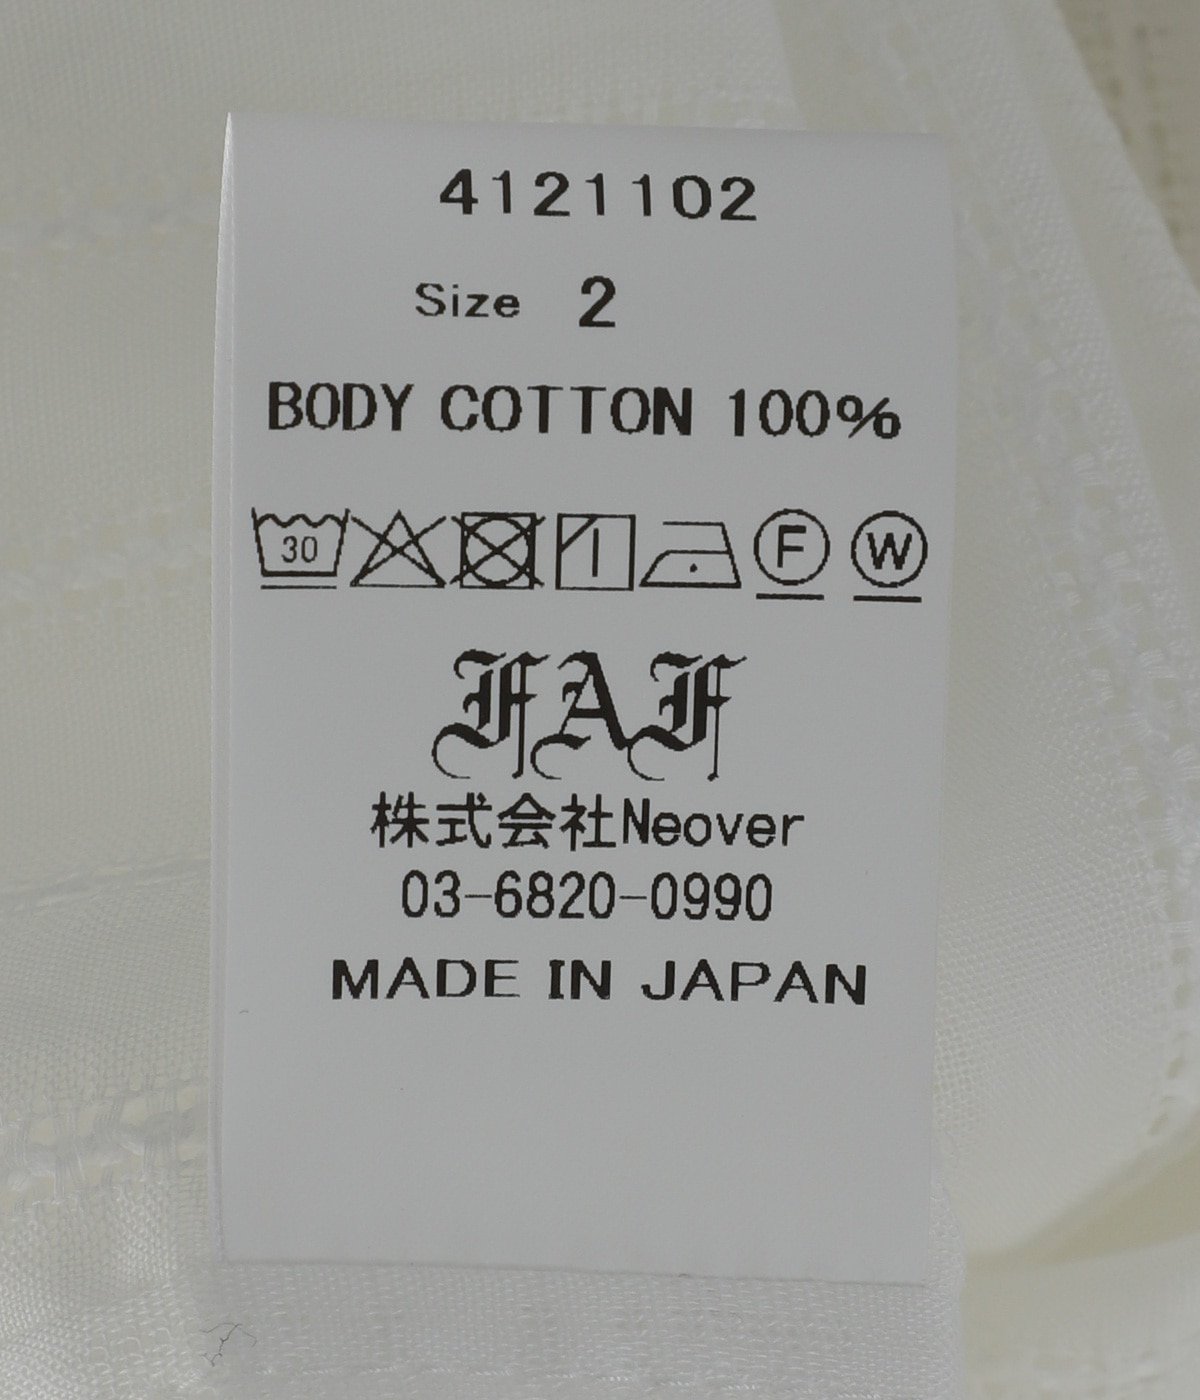 4121102
Size 2
BODY COTTON 100%
30 F W
FAF
株式会社Neover
03-6820-0990
MADE IN JAPAN